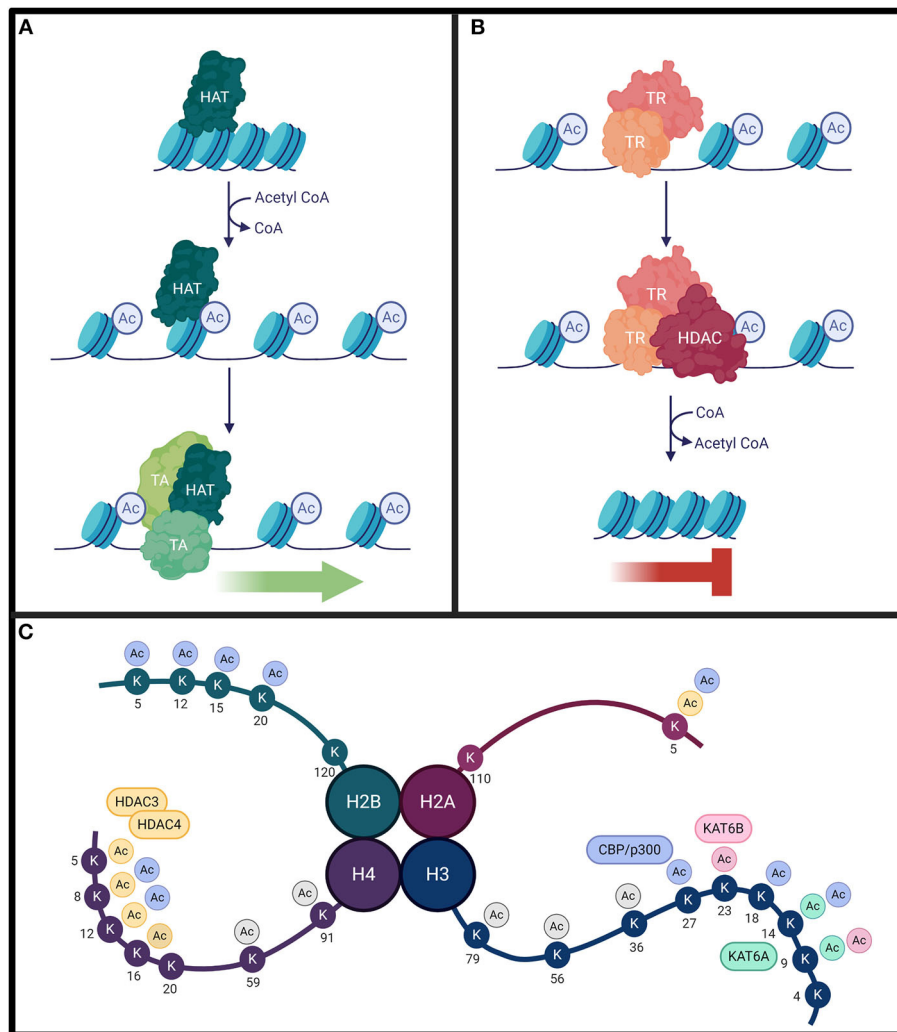 A
HAT
Acetyl CoA
CoA
HAT
Ac
Ac
Ac
Ac
TA
HAT
Ac
Ac
Ac
TA
B
TR
Ac
Ac
Ac
TR
TR
Ac
Ac
Ac
TR
HDAC
CoA
Acetyl CoA
C
Ac
Ac
Ac
Ac
K
K
K
K
5
12
15
20
K
120
H2B
H2A
H4
H3
Ac
Ac
K
5
K
110
HDAC3
HDAC4
5
K
Ac
Ac
8
K
Ac
Ac
12
K
Ac
16
K
Ac
20
K
Ac
K
59
Ac
K
91
Ac
K
79
Ac
K
56
Ac
K
36
CBP/p300
Ac
K
27
KAT6B
Ac
K
23
Ac
K
18
Ac
Ac
K
14
KAT6A
Ac
Ac
K
9
K
4